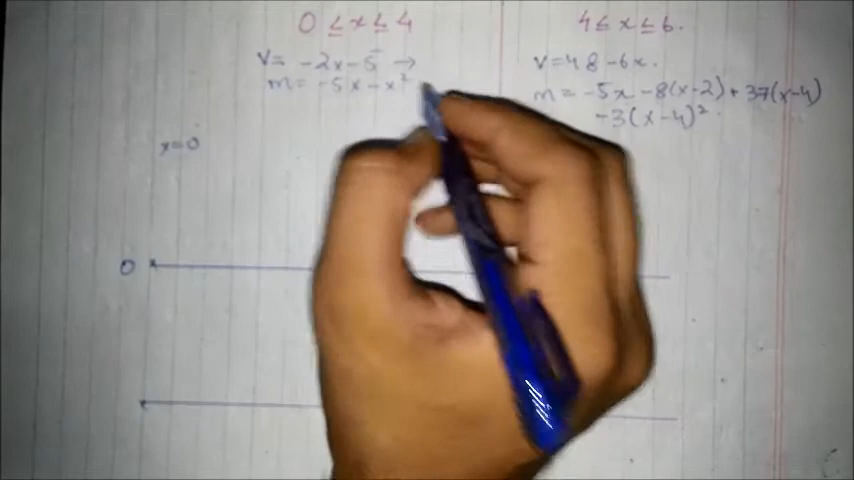 0 ≤ x ≤ 4
V = -2x-5 →
m = -5x-x²
4 ≤ x ≤ 6.
V = 48-6x.
m = -5x-8(x-2)+37(x-4)
-3(x-4)².
x=0
0